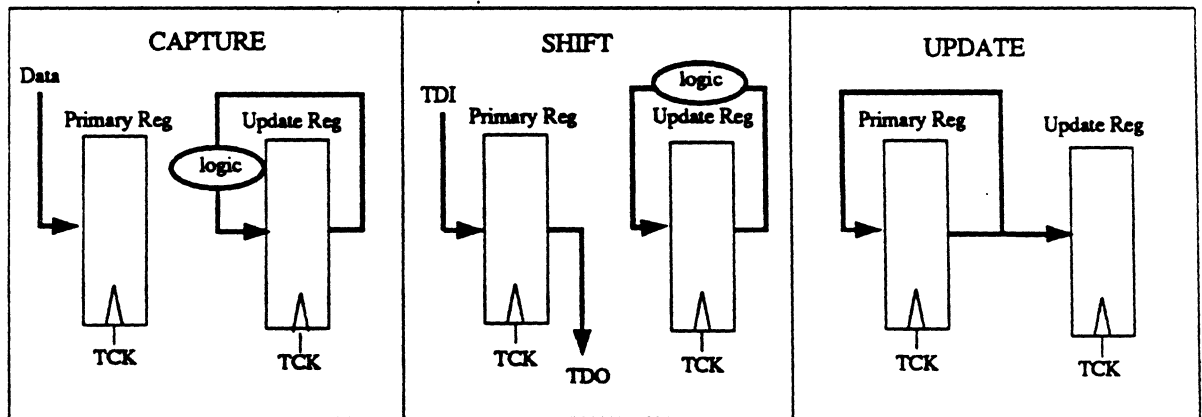 CAPTURE
Data
Primary Reg
Update Reg
logic
TCK
TCK
SHIFT
logic
TDI
Primary Reg
Update Reg
TCK
TDO
TCK
UPDATE
Primary Reg
Update Reg
TCK
TCK